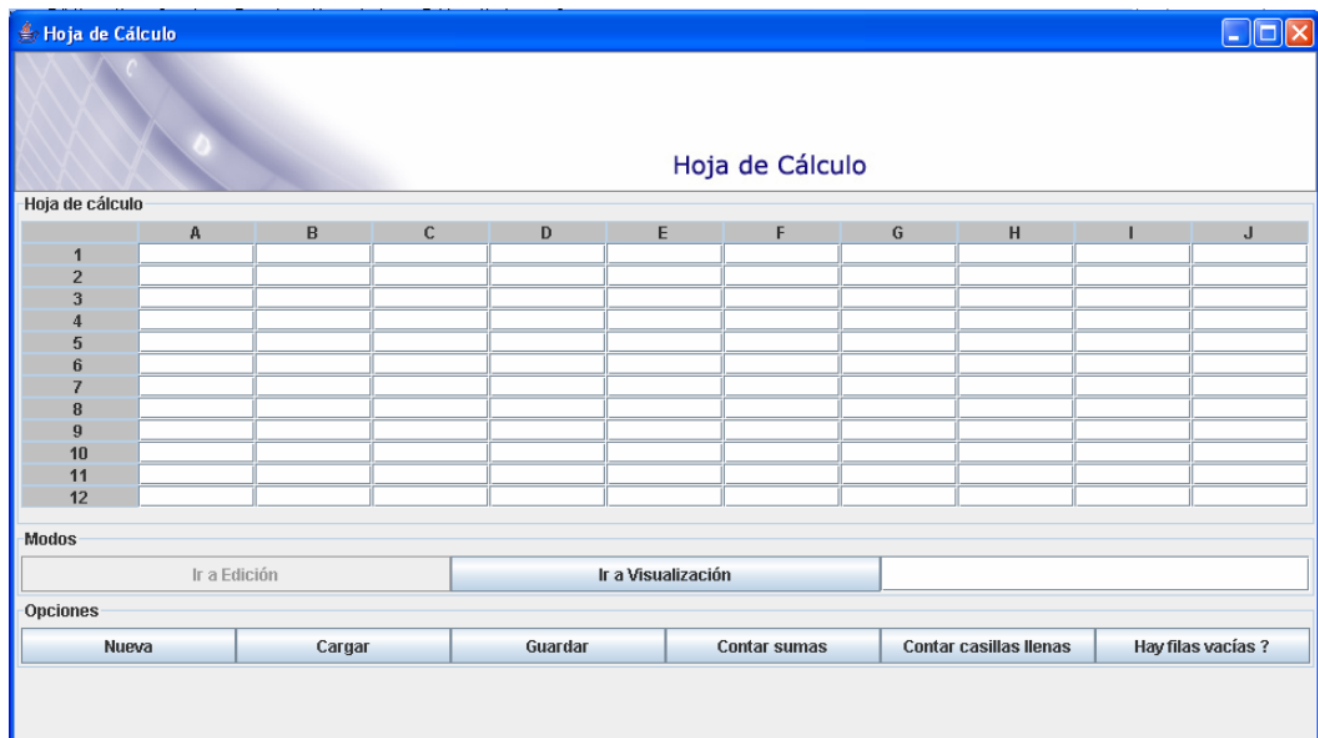 Hoja de Cálculo
C
D
Hoja de Cálculo
Hoja de cálculo
A B C D E F G H I J
1
2
3
4
5
6
7
8
9
10
11
12
Modos
Ir a Edición Ir a Visualización
Opciones
Nueva Cargar Guardar Contar sumas Contar casillas llenas Hay filas vacías ?